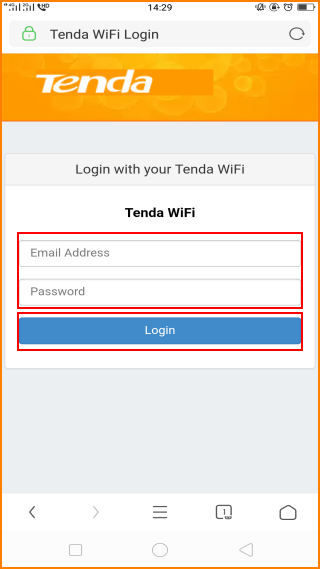 14:29
Tenda WiFi Login
Tenda
Login with your Tenda WiFi
Tenda WiFi
Email Address
Password
Login
1